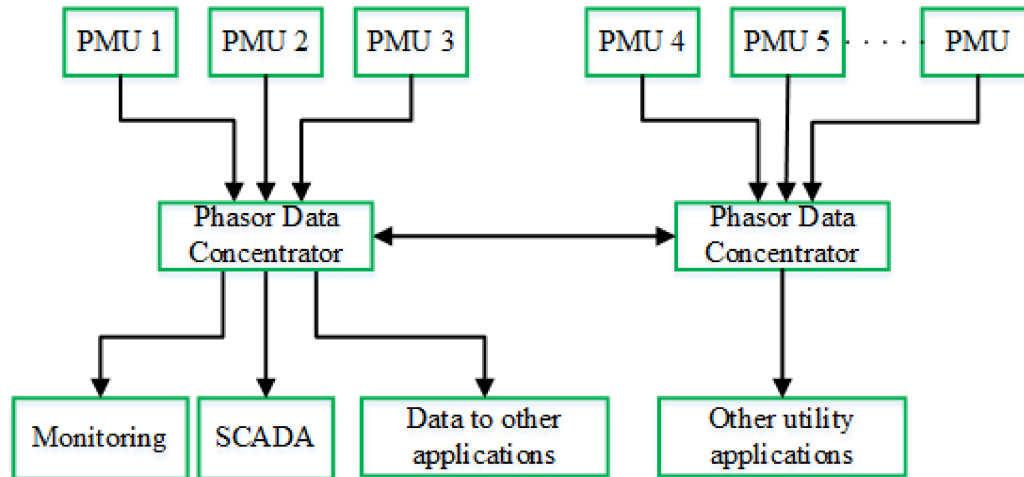 PMU 1
PMU 2
PMU 3
PMU 4
PMU 5
PMU
Phasor Data
Concentrator
Phasor Data
Concentrator
Monitoring
SCADA
Data to other
applications
Other utility
applications